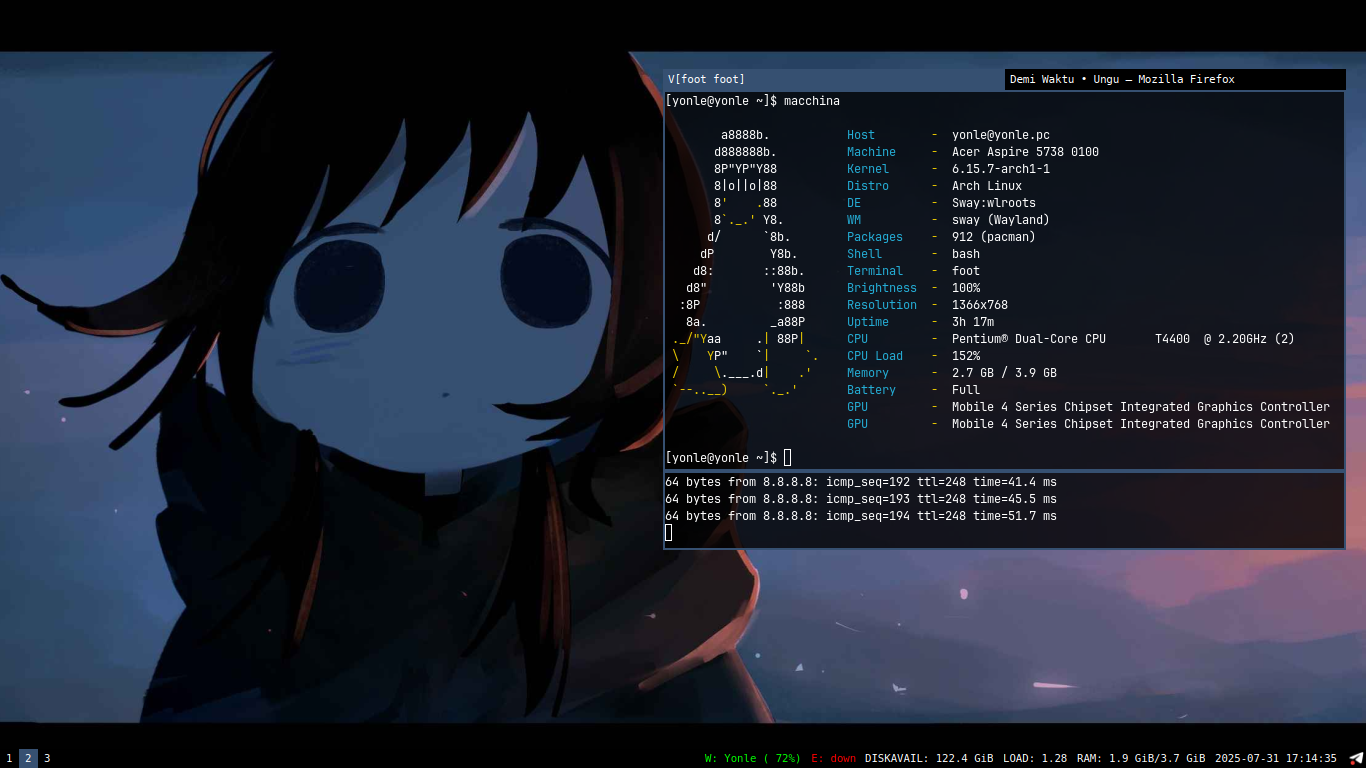 V[foot foot]
Demi Waktu • Ungu — Mozilla Firefox
[yonle@yonle ~]$ macchina
        a8888b.           Host        -  yonle@yonle.pc
       d888888b.          Machine     -  Acer Aspire 5738 0100
       8P"YP"Y88          Kernel      -  6.15.7-arch1-1
       8|o||o|88          Distro      -  Arch Linux
       8'    .88          DE          -  Sway:wlroots
       8`._.' Y8.         WM          -  sway (Wayland)
      d/      `8b.        Packages    -  912 (pacman)
     dP        Y8b.       Shell       -  bash
    d8:       ::88b.      Terminal    -  foot
   d8"         'Y88b      Brightness  -  100%
  :8P           :888      Resolution  -  1366x768
   8a.         _a88P      Uptime      -  3h 17m
 ._/"Yaa     .| 88P|      CPU         -  Pentium® Dual-Core CPU       T4400  @ 2.20GHz (2)
 \    YP"    `|     `.    CPU Load    -  152%
 /     \.___.d|    .'     Memory      -  2.7 GB / 3.9 GB
 `--..__)     `._.'       Battery     -  Full
                          GPU         -  Mobile 4 Series Chipset Integrated Graphics Controller
                          GPU         -  Mobile 4 Series Chipset Integrated Graphics Controller
[yonle@yonle ~]$
64 bytes from 8.8.8.8: icmp_seq=192 ttl=248 time=41.4 ms
64 bytes from 8.8.8.8: icmp_seq=193 ttl=248 time=45.5 ms
64 bytes from 8.8.8.8: icmp_seq=194 ttl=248 time=51.7 ms
1 2 3 W: Yonle ( 72%) E: down DISKAVAIL: 122.4 GiB LOAD: 1.28 RAM: 1.9 GiB/3.7 GiB 2025-07-31 17:14:35